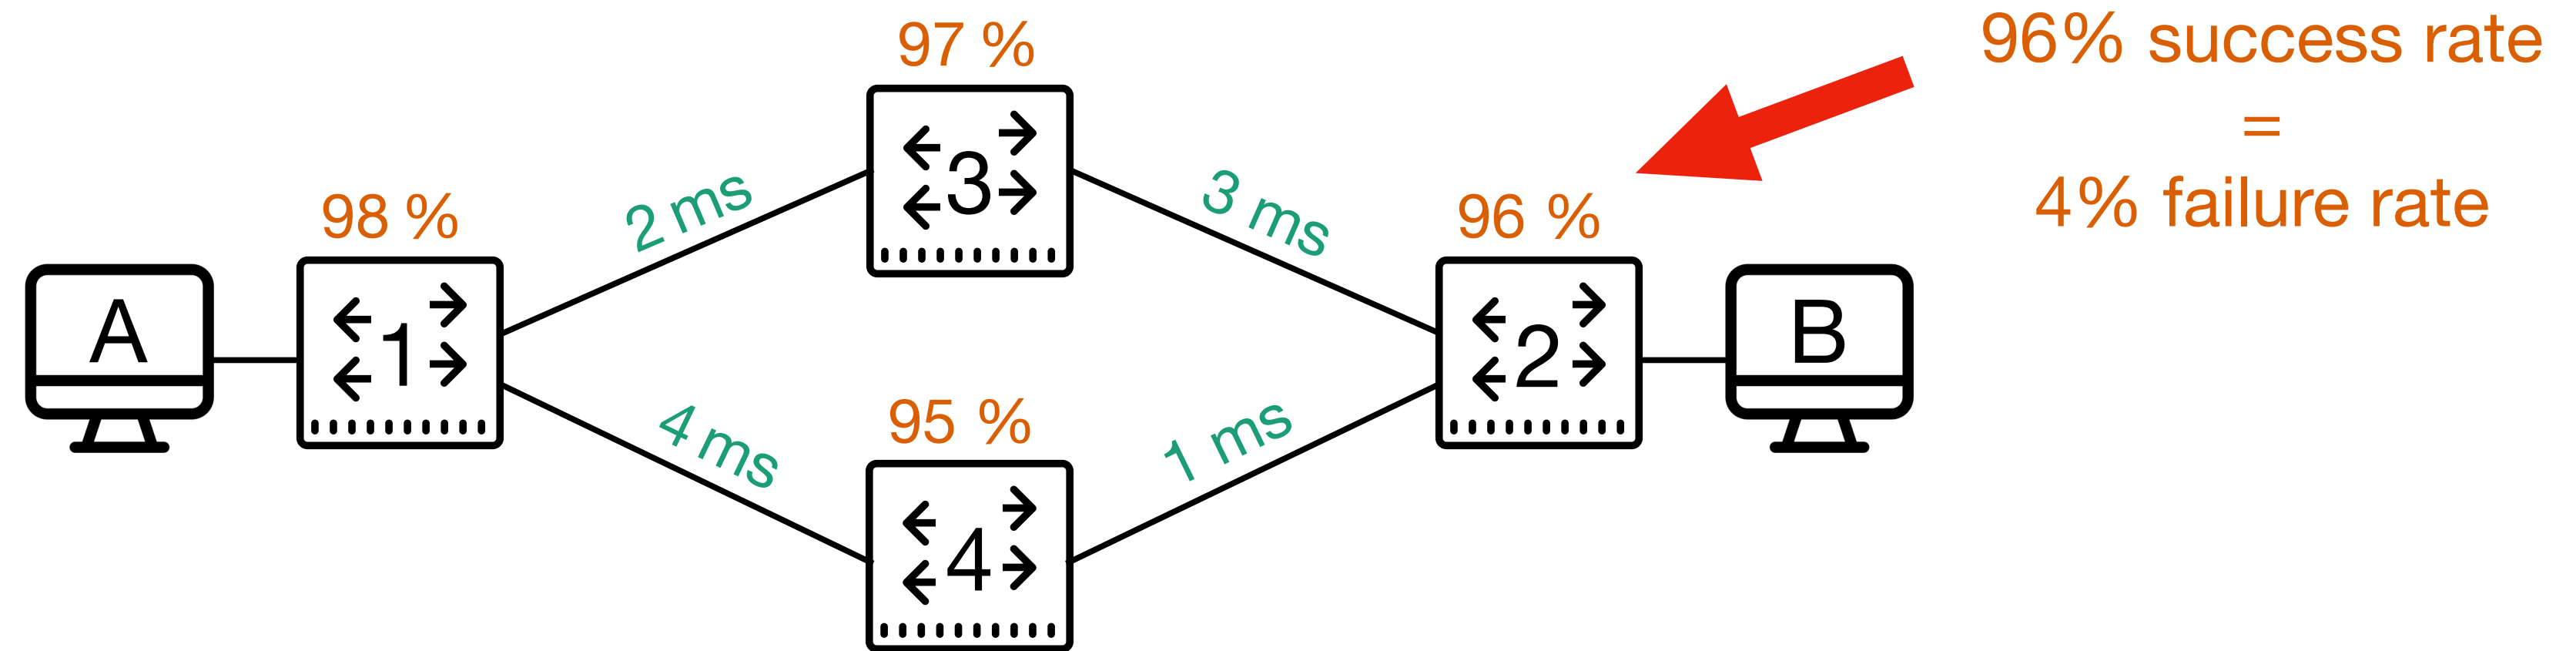 97 %
96% success rate
=
4% failure rate
98 %
2 ms
3
3 ms
96 %
A
1
2
B
4 ms
95 %
1 ms
4